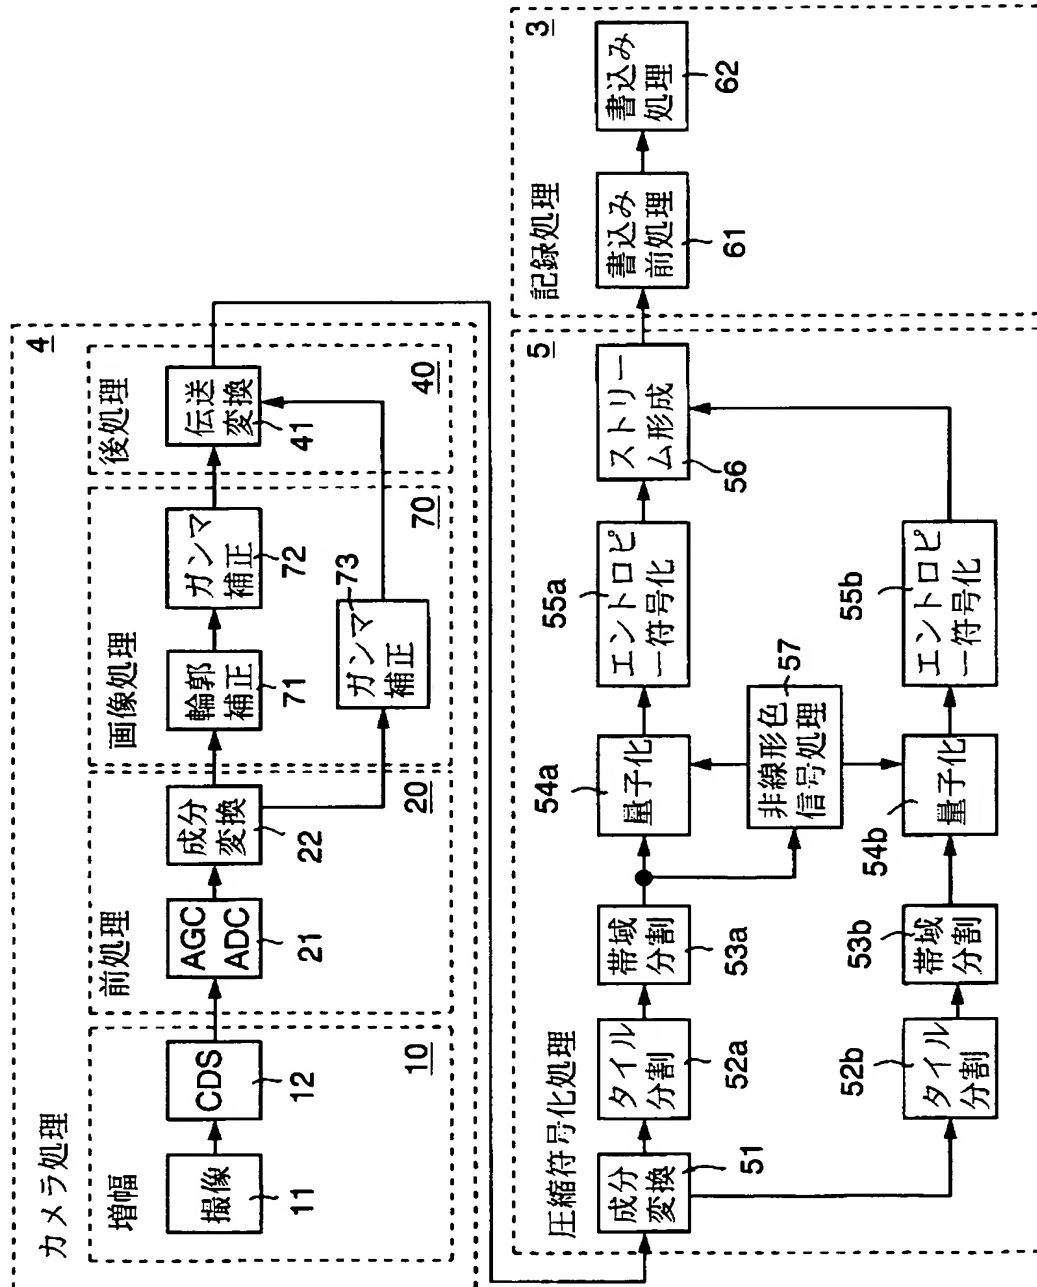 カメラ処理
4
増幅
撮像
11
CDS
12
10
前処理
AGC
ADC
21
成分
変換
22
20
画像処理
輪郭
補正
71
ガンマ
補正
72
ガンマ
補正
73
70
後処理
伝送
変換
41
40
圧縮符号化処理
5
成分
変換
51
タイル
分割
52a
帯域
分割
53a
量子化
54a
エントロピ
ー符号化
55a
ストリー
ム形成
56
非線形色
信号処理
57
タイル
分割
52b
帯域
分割
53b
量子化
54b
エントロピ
ー符号化
55b
記録処理
3
書込み
前処理
61
書込み
処理
62